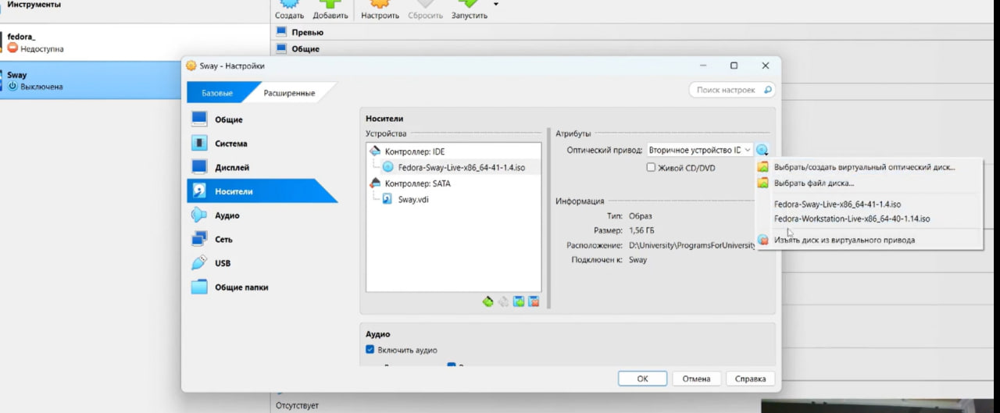 Инструменты
Создать Добавить Настроить Сбросить Запустить
fedora_
Недоступна
Sway
Выключена
Превью
Общие
Sway - Настройки
Базовые Расширенные
Поиск настроек
Общие
Система
Дисплей
Носители
Аудио
Сеть
USB
Общие папки
Носители
Устройства
Контроллер: IDE
Fedora-Sway-Live-x86_64-41-1.4.iso
Контроллер: SATA
Sway.vdi
Атрибуты
Оптический привод: Вторичное устройство ID
Живой CD/DVD
Информация
Тип: Образ
Размер: 1,56 ГБ
Расположение: D:\University\ProgramsForUniversity
Подключен к: Sway
Выбрать/создать виртуальный оптический диск...
Выбрать файл диска...
Fedora-Sway-Live-x86_64-41-1.4.iso
Fedora-Workstation-Live-x86_64-40-1.14.iso
Изъять диск из виртуального привода
Аудио
Включить аудио
ОК Отмена Справка
Отсутствует